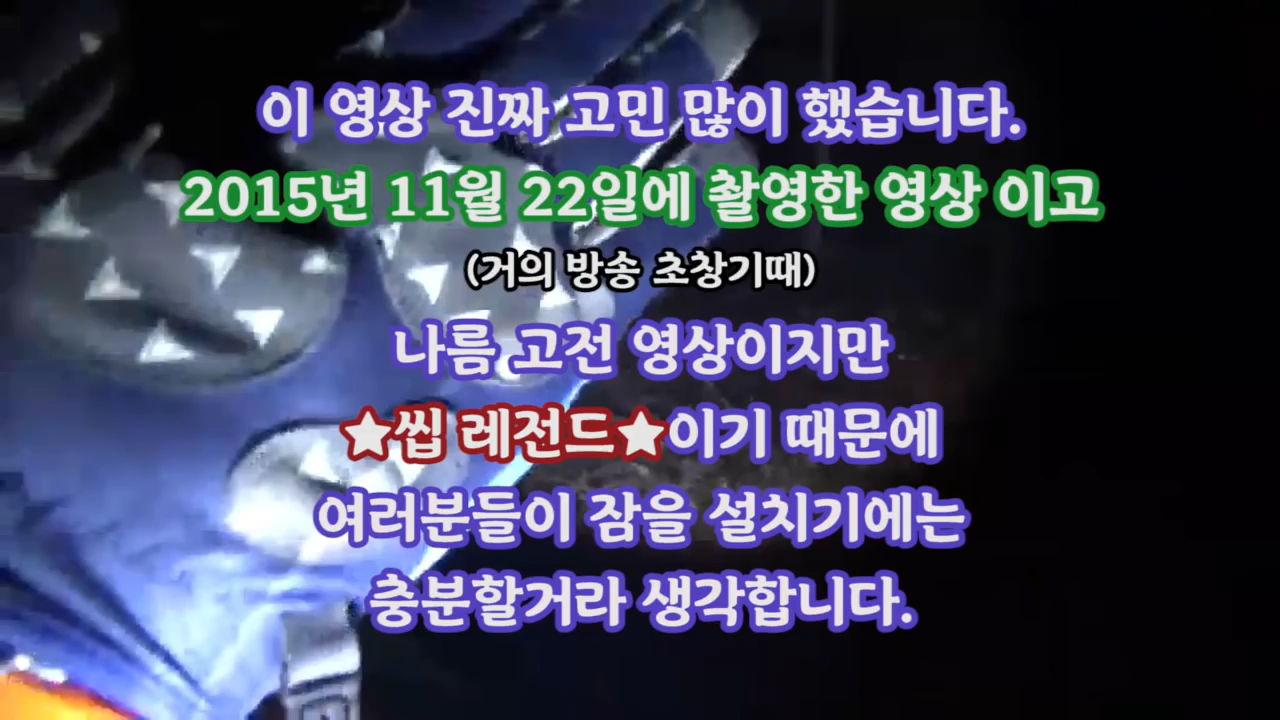 이 영상 진짜 고민 많이 했습니다.
2015년 11월 22일에 촬영한 영상 이고
(거의 방송 초창기때)
나름 고전 영상이지만
★씹 레전드★이기 때문에
여러분들이 잠을 설치기에는
충분할거라 생각합니다.